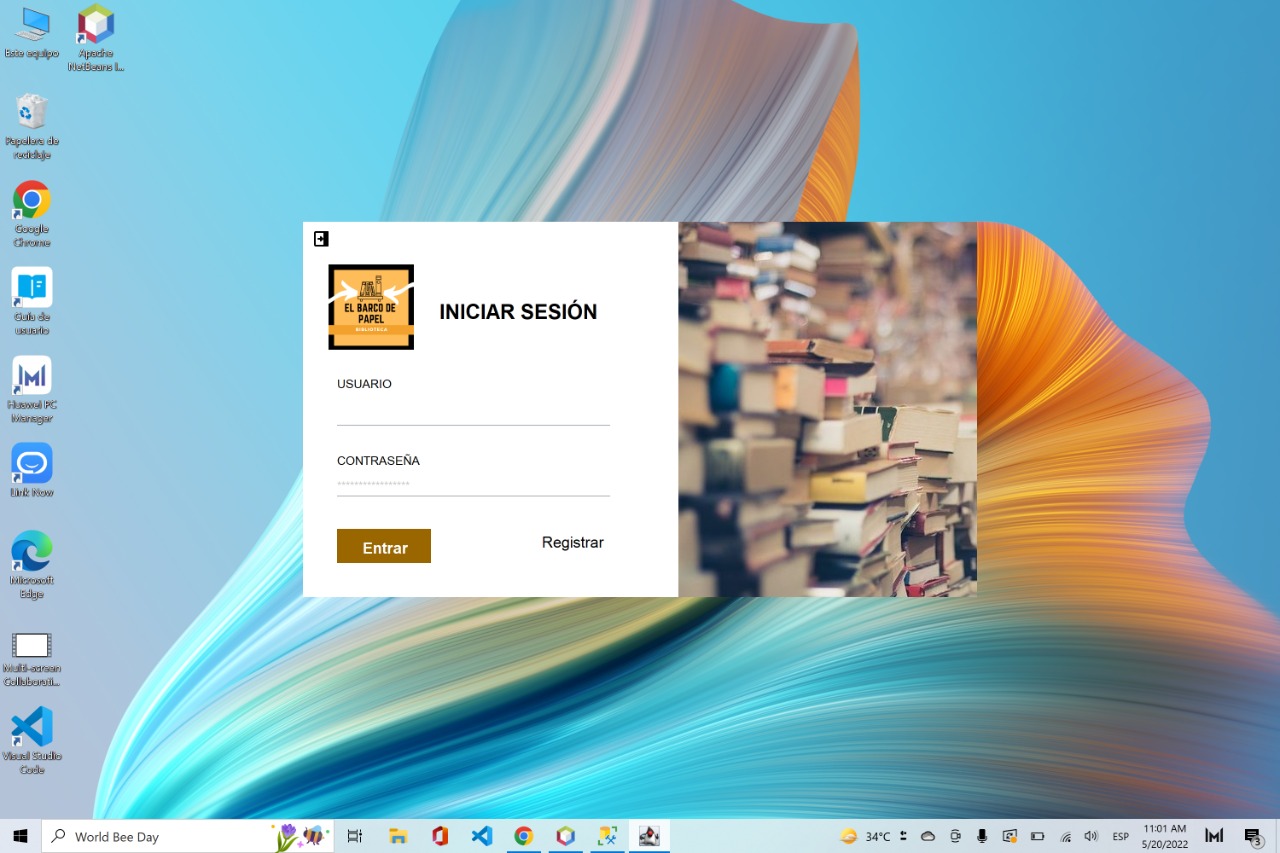 Este equipo
Apache
NetBeans I...
Papelera de
reciclaje
Google
Chrome
Guía de
usuario
Huawei PC
Manager
Link Now
Microsoft
Edge
Multi-screen
Collaborati...
Visual Studio
Code
EL BARCO DE
PAPEL
BIBLIOTECA
INICIAR SESIÓN
USUARIO
CONTRASEÑA
*****************
Entrar
Registrar
World Bee Day
34°C
ESP
11:01 AM
5/20/2022
3